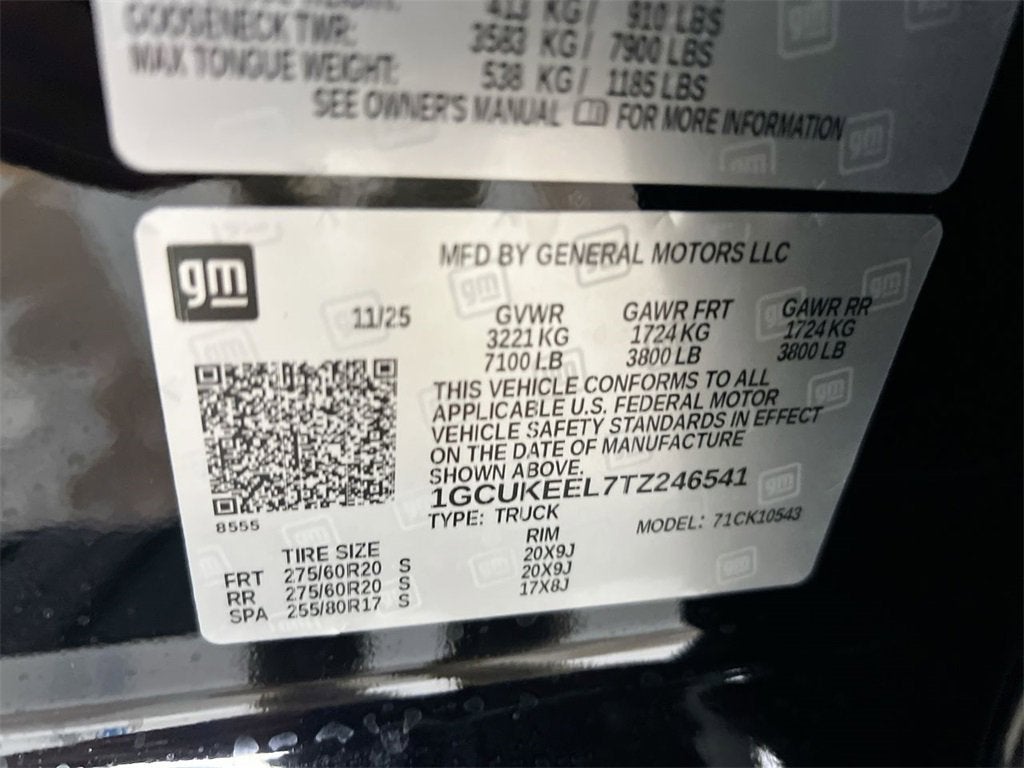 413 KG/ 910 LBS
GOOSENECK TWR: 3583 KG/ 7900 LBS
MAX TONGUE WEIGHT: 538 KG/ 1185 LBS
SEE OWNER'S MANUAL FOR MORE INFORMATION
gm
MFD BY GENERAL MOTORS LLC
11/25 GVWR GAWR FRT GAWR RR
3221 KG 1724 KG 1724 KG
7100 LB 3800 LB 3800 LB
THIS VEHICLE CONFORMS TO ALL
APPLICABLE U.S. FEDERAL MOTOR
VEHICLE SAFETY STANDARDS IN EFFECT
ON THE DATE OF MANUFACTURE
SHOWN ABOVE.
1GCUKEEL7TZ246541
8555
TYPE: TRUCK MODEL: 71CK10543
TIRE SIZE RIM
FRT 275/60R20 S 20X9J
RR 275/60R20 S 20X9J
SPA 255/80R17 S 17X8J